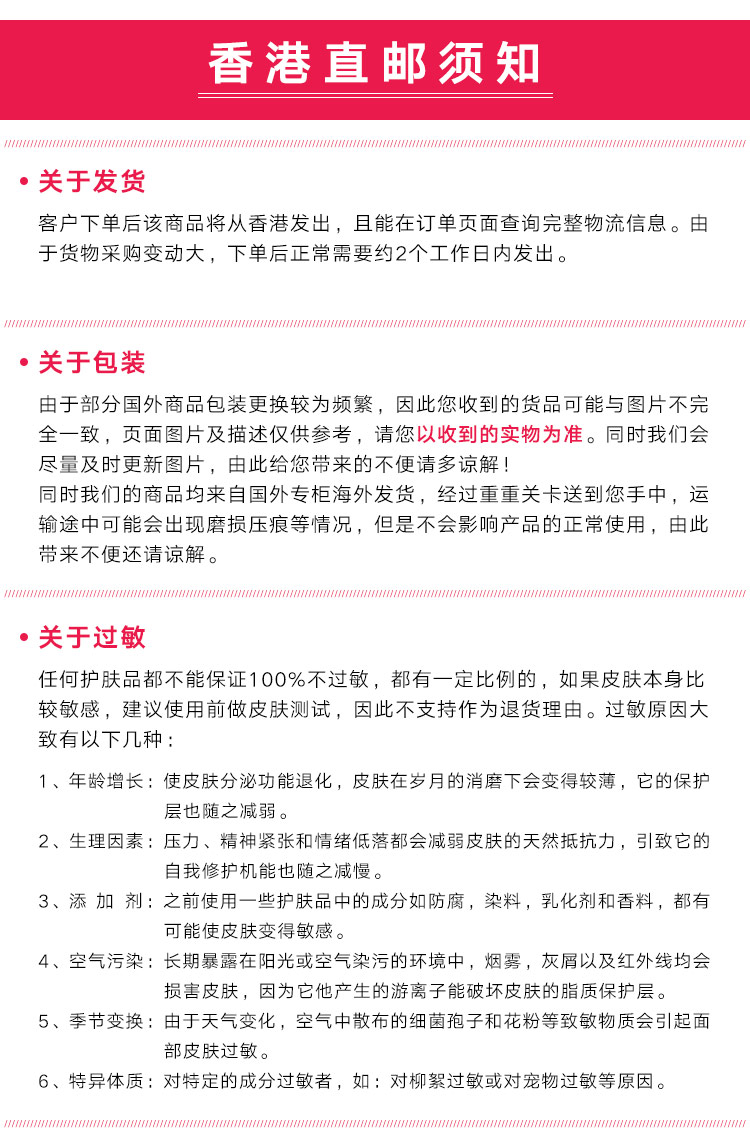 香港直邮须知
• 关于发货
客户下单后该商品将从香港发出，且能在订单页面查询完整物流信息。由
于货物采购变动大，下单后正常需要约2个工作日内发出。
• 关于包装
由于部分国外商品包装更换较为频繁，因此您收到的货品可能与图片不完
全一致，页面图片及描述仅供参考，请您以收到的实物为准。同时我们会
尽量及时更新图片，由此给您带来的不便请多谅解！
同时我们的商品均来自国外专柜海外发货，经过重重关卡送到您手中，运
输途中可能会出现磨损压痕等情况，但是不会影响产品的正常使用，由此
带来不便还请谅解。
• 关于过敏
任何护肤品都不能保证100%不过敏，都有一定比例的，如果皮肤本身比
较敏感，建议使用前做皮肤测试，因此不支持作为退货理由。过敏原因大
致有以下几种：
1、年龄增长：使皮肤分泌功能退化，皮肤在岁月的消磨下会变得较薄，它的保护
层也随之减弱。
2、生理因素：压力、精神紧张和情绪低落都会减弱皮肤的天然抵抗力，引致它的
自我修护机能也随之减慢。
3、添 加 剂：之前使用一些护肤品中的成分如防腐，染料，乳化剂和香料，都有
可能使皮肤变得敏感。
4、空气污染：长期暴露在阳光或空气染污的环境中，烟雾，灰屑以及红外线均会
损害皮肤，因为它他产生的游离子能破坏皮肤的脂质保护层。
5、季节变换：由于天气变化，空气中散布的细菌孢子和花粉等致敏物质会引起面
部皮肤过敏。
6、特异体质：对特定的成分过敏者，如：对柳絮过敏或对宠物过敏等原因。